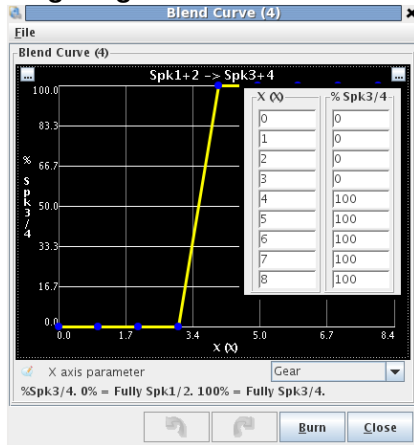 Blend Curve (4)
File
Blend Curve (4)
... Spk1+2 -> Spk3+4 ...
100.0
83.3
66.7
50.0
33.3
16.7
0.0
% Spk3/4
0.0 1.7 3.4 5.0 6.7 8.4
X (X)
X (X) % Spk3/4
0 0
1 0
2 0
3 0
4 100
5 100
6 100
7 100
8 100
X axis parameter Gear
%Spk3/4. 0% = Fully Spk1/2. 100% = Fully Spk3/4.
Burn Close